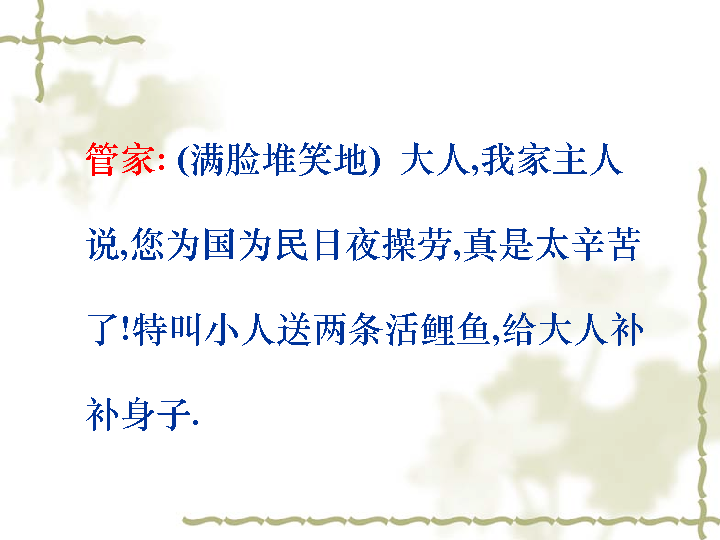 管家: (满脸堆笑地) 大人,我家主人
说,您为国为民日夜操劳,真是太辛苦
了!特叫小人送两条活鲤鱼,给大人补
补身子.